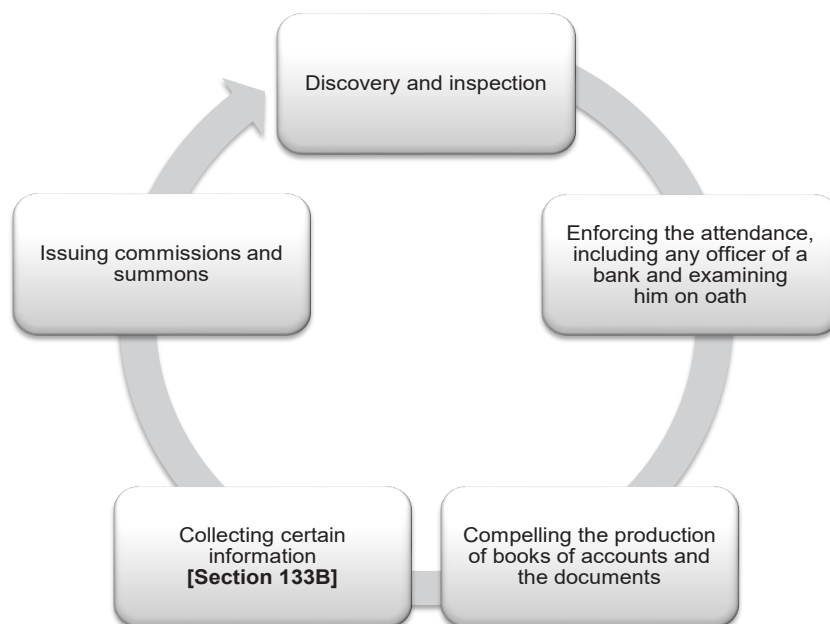 Discovery and inspection
Enforcing the attendance,
including any officer of a
bank and examining
him on oath
Compelling the production
of books of accounts and
the documents
Collecting certain
information
[Section 133B]
Issuing commissions and
summons